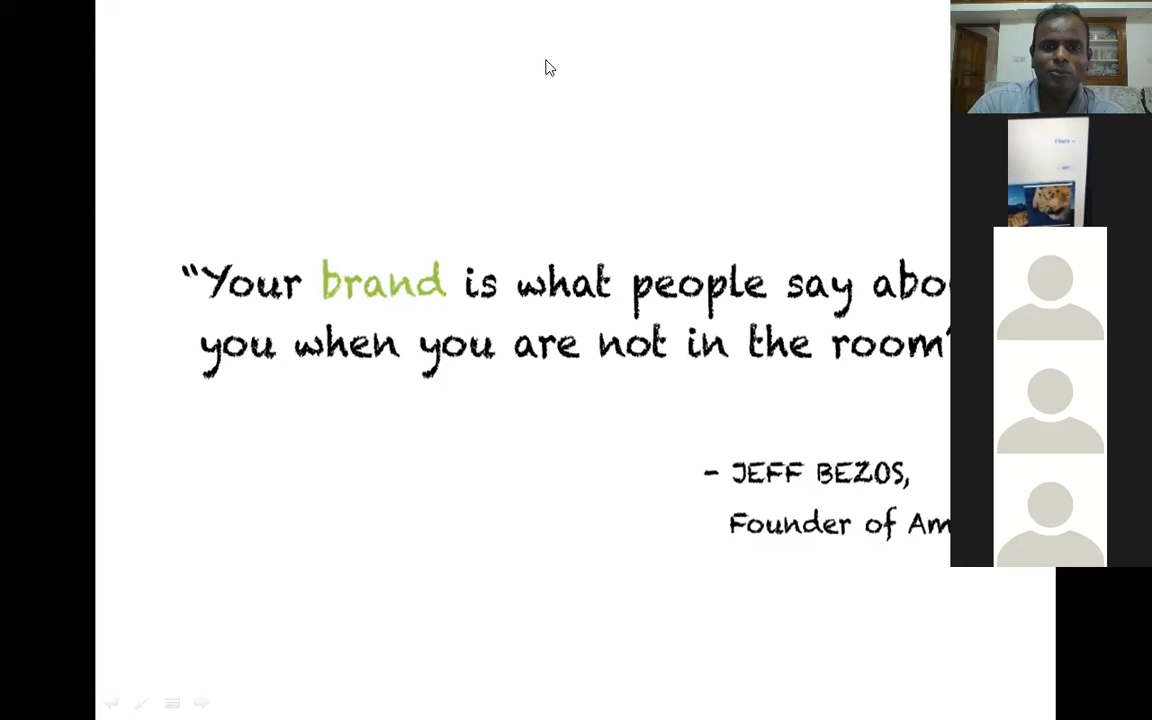 “Your brand is what people say abo
you when you are not in the room”
- JEFF BEZOS,
Founder of Am
Filters